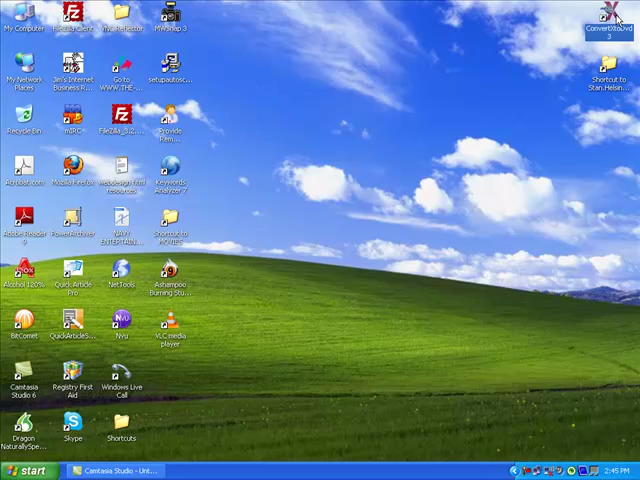 My Computer
Filezilla Client
VNC Reflector
MWSnap 3
ConvertXtoDvd
3
My Network
Places
Jim's Internet
Business R...
Go to
WWW.THE-...
setupautosc...
Shortcut to
Stan.Helsin...
Recycle Bin
mIRC
FileZilla_3.2....
Provide
Rem...
Acrobat.com
Mozilla Firefox
webdesign html
resources
Keywords
Analyzer 7
Adobe Reader
9
PowerArchiver
NAVY
ENTERTAIN...
Shortcut to
MOVIES
Alcohol 120%
Quick Article
Pro
NetTools
Ashampoo
Burning Stu...
BitComet
QuickArticleS...
Nvu
VLC media
player
Camtasia
Studio 6
Registry First
Aid
Windows Live
Call
Dragon
NaturallySpe...
Skype
Shortcuts
start
Camtasia Studio - Unt...
2:45 PM